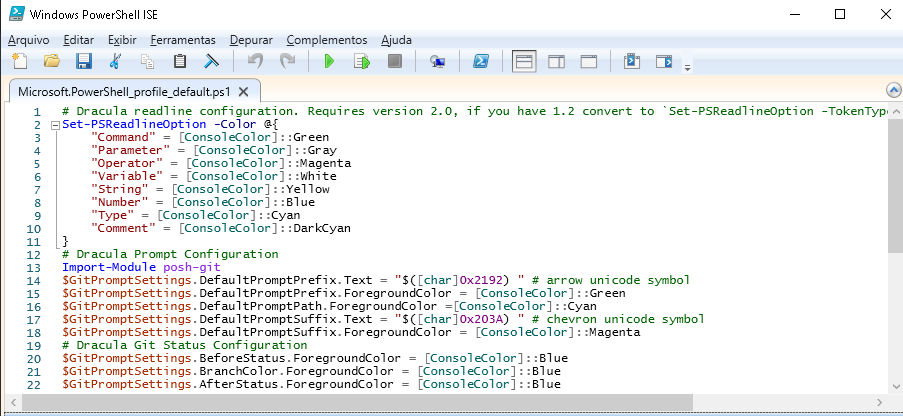 Windows PowerShell ISE
Arquivo Editar Exibir Ferramentas Depurar Complementos Ajuda
Microsoft.PowerShell_profile_default.ps1 X
1 # Dracula readline configuration. Requires version 2.0, if you have 1.2 convert to `Set-PSReadlineOption -TokenType
2 Set-PSReadlineOption -Color @{
3 "Command" = [ConsoleColor]::Green
4 "Parameter" = [ConsoleColor]::Gray
5 "Operator" = [ConsoleColor]::Magenta
6 "Variable" = [ConsoleColor]::White
7 "String" = [ConsoleColor]::Yellow
8 "Number" = [ConsoleColor]::Blue
9 "Type" = [ConsoleColor]::Cyan
10 "Comment" = [ConsoleColor]::DarkCyan
11 }
12 # Dracula Prompt Configuration
13 Import-Module posh-git
14 $GitPromptSettings.DefaultPromptPrefix.Text = "$([char]0x2192) " # arrow unicode symbol
15 $GitPromptSettings.DefaultPromptPrefix.ForegroundColor = [ConsoleColor]::Green
16 $GitPromptSettings.DefaultPromptPath.ForegroundColor =[ConsoleColor]::Cyan
17 $GitPromptSettings.DefaultPromptSuffix.Text = "$([char]0x203A) " # chevron unicode symbol
18 $GitPromptSettings.DefaultPromptSuffix.ForegroundColor = [ConsoleColor]::Magenta
19 # Dracula Git Status Configuration
20 $GitPromptSettings.BeforeStatus.ForegroundColor = [ConsoleColor]::Blue
21 $GitPromptSettings.BranchColor.ForegroundColor = [ConsoleColor]::Blue
22 $GitPromptSettings.AfterStatus.ForegroundColor = [ConsoleColor]::Blue